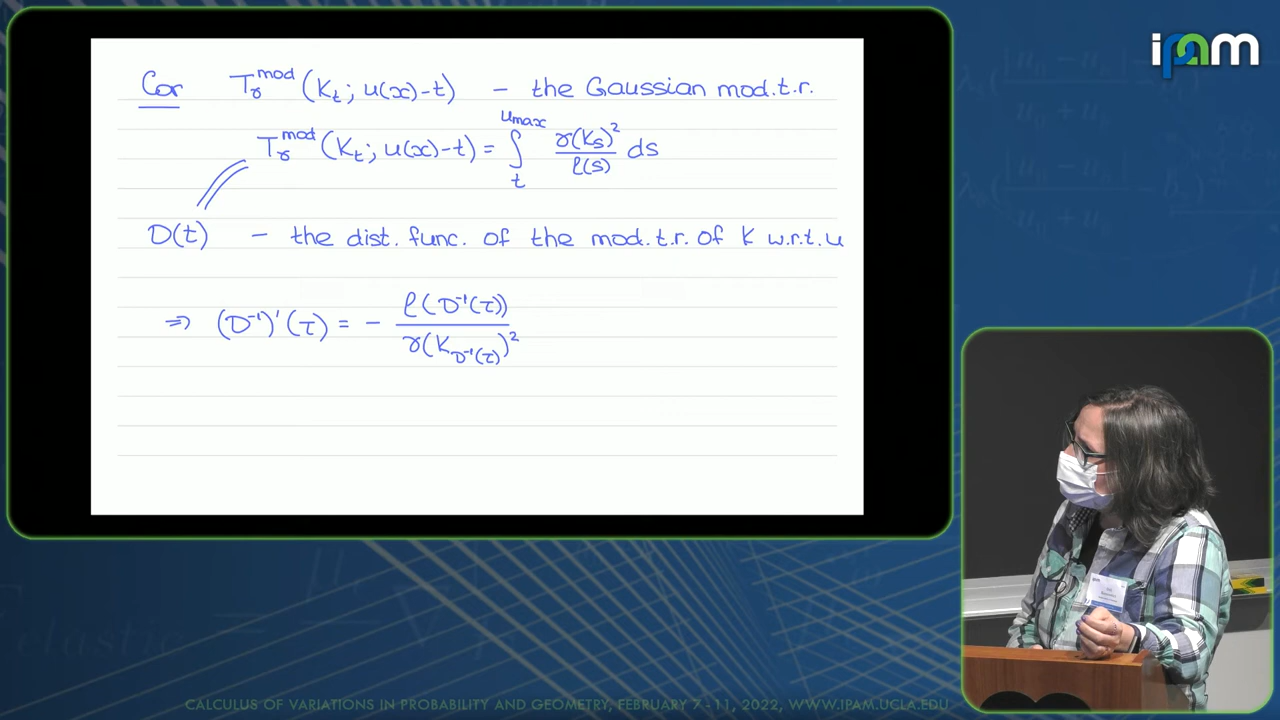 ipam
Cor T_γ^mod (K_t; u(x)-t) - the Gaussian mod.t.r.
T_γ^mod (K_t; u(x)-t) = ∫_t^{u_max} γ(K_s)²/ρ(s) ds
D(t) - the dist. func. of the mod.t.r. of K w.r.t. u
⇒ (D⁻¹)'(τ) = - ρ(D⁻¹(τ))/γ(K_{D⁻¹(τ)})²
CALCULUS OF VARIATIONS IN PROBABILITY AND GEOMETRY, FEBRUARY 7 - 11, 2022, WWW.IPAM.UCLA.EDU